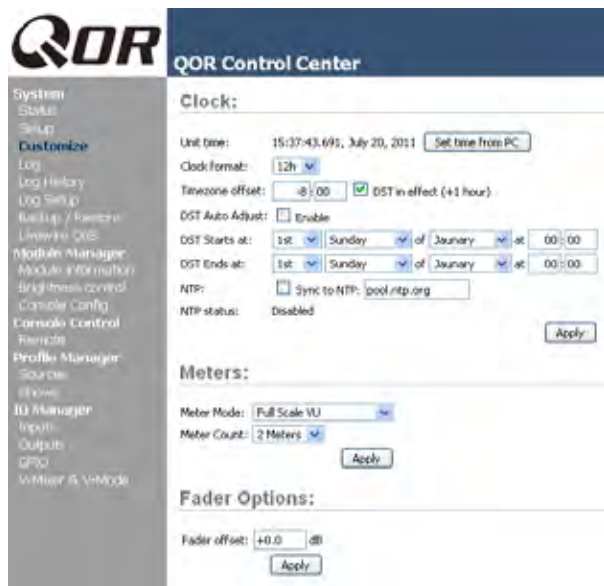 QOR
QOR Control Center
System
Status
Setup
Customize
Log
Log History
Log Setup
Backup / Restore
Livewire QOS
Module Manager
Module Information
Brightness control
Console Config
Console Control
Remote
Profile Manager
Sources
Shows
IO Manager
Inputs
Outputs
GPIO
V-Mixer & V-Mode
Clock:
Unit time: 15:37:43.691, July 20, 2011 Set time from PC
Clock format: 12h
Timezone offset: -8 : 00 DST in effect (+1 hour)
DST Auto Adjust: Enable
DST Starts at: 1st Sunday of Jaunary at 00 : 00
DST Ends at: 1st Sunday of Jaunary at 00 : 00
NTP: Sync to NTP: pool.ntp.org
NTP status: Disabled
Apply
Meters:
Meter Mode: Full Scale VU
Meter Count: 2 Meters
Apply
Fader Options:
Fader offset: +0.0 dB
Apply